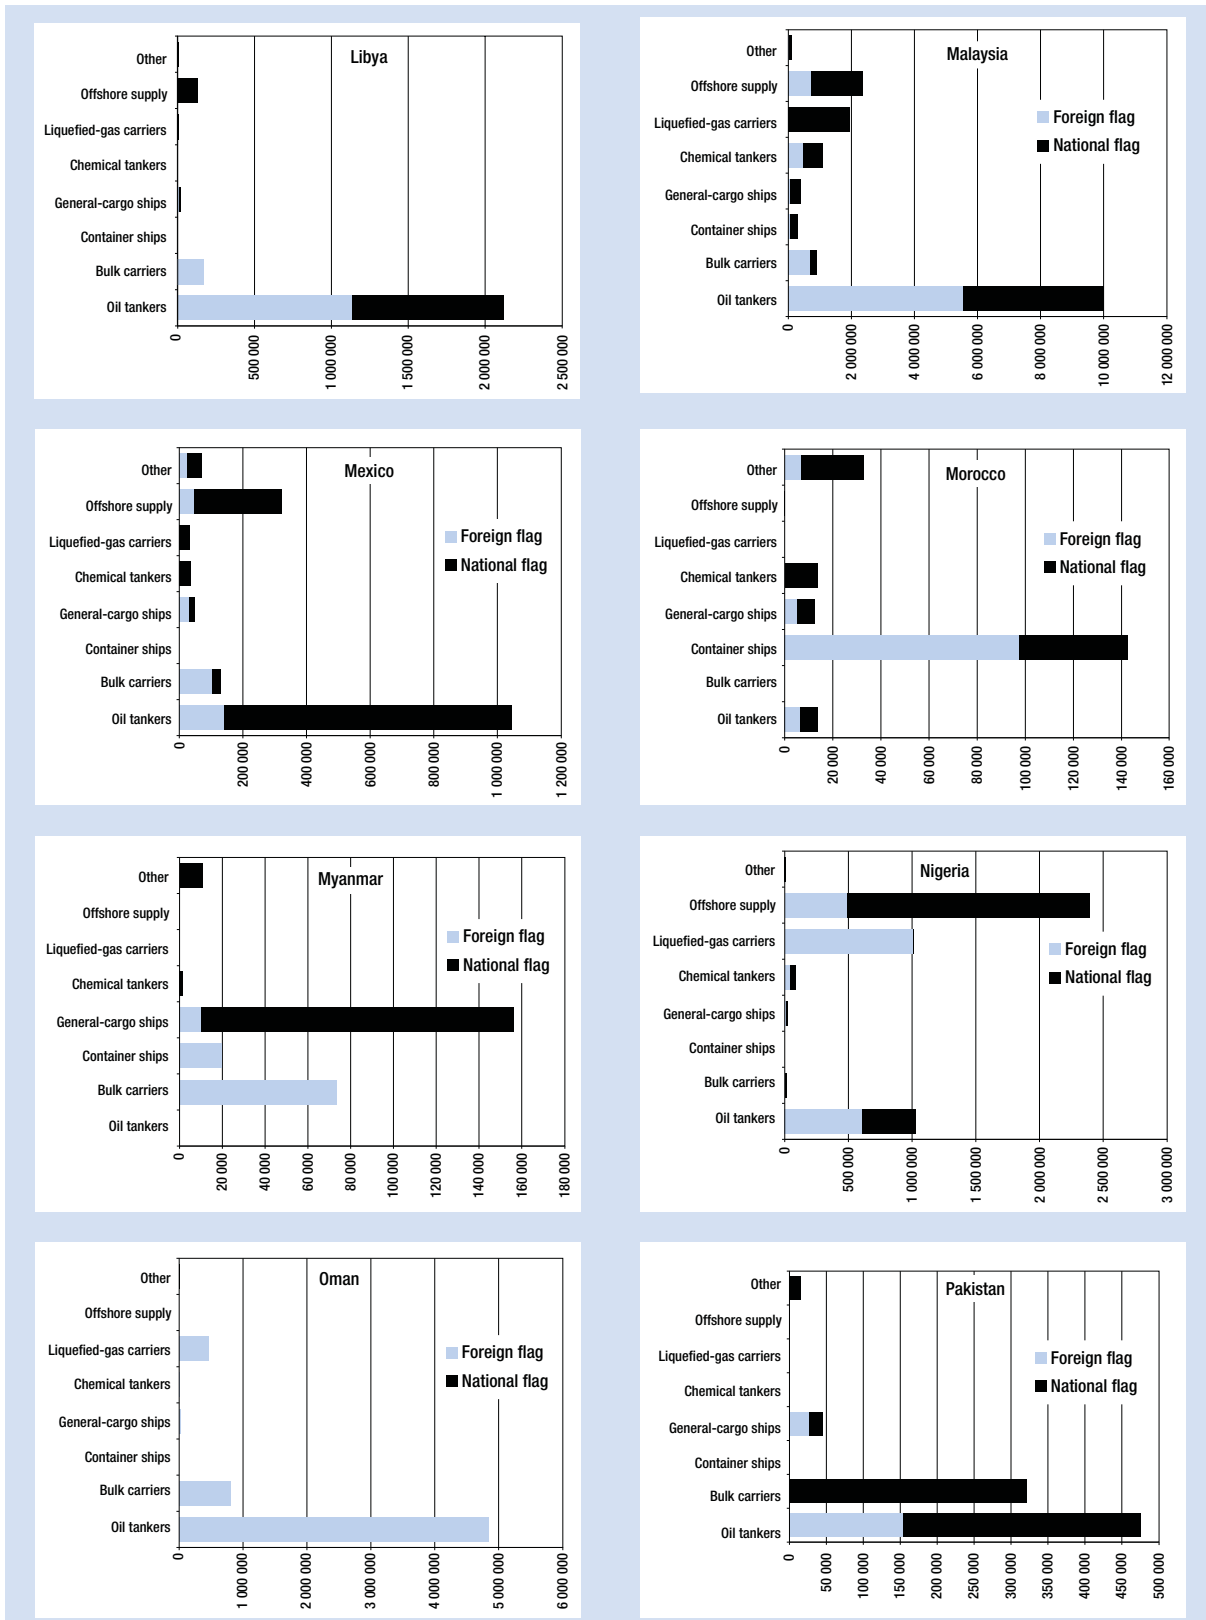 Libya
Other
Offshore supply
Liquefied-gas carriers
Chemical tankers
General-cargo ships
Container ships
Bulk carriers
Oil tankers
0
500 000
1 000 000
1 500 000
2 000 000
2 500 000
Malaysia
Other
Offshore supply
Liquefied-gas carriers
Chemical tankers
General-cargo ships
Container ships
Bulk carriers
Oil tankers
Foreign flag
National flag
0
2 000 000
4 000 000
6 000 000
8 000 000
10 000 000
12 000 000
Mexico
Other
Offshore supply
Liquefied-gas carriers
Chemical tankers
General-cargo ships
Container ships
Bulk carriers
Oil tankers
Foreign flag
National flag
0
200 000
400 000
600 000
800 000
1 000 000
1 200 000
Morocco
Other
Offshore supply
Liquefied-gas carriers
Chemical tankers
General-cargo ships
Container ships
Bulk carriers
Oil tankers
Foreign flag
National flag
0
20 000
40 000
60 000
80 000
100 000
120 000
140 000
160 000
Myanmar
Other
Offshore supply
Liquefied-gas carriers
Chemical tankers
General-cargo ships
Container ships
Bulk carriers
Oil tankers
Foreign flag
National flag
0
20 000
40 000
60 000
80 000
100 000
120 000
140 000
160 000
180 000
Nigeria
Other
Offshore supply
Liquefied-gas carriers
Chemical tankers
General-cargo ships
Container ships
Bulk carriers
Oil tankers
Foreign flag
National flag
0
500 000
1 000 000
1 500 000
2 000 000
2 500 000
3 000 000
Oman
Other
Offshore supply
Liquefied-gas carriers
Chemical tankers
General-cargo ships
Container ships
Bulk carriers
Oil tankers
Foreign flag
National flag
0
1 000 000
2 000 000
3 000 000
4 000 000
5 000 000
6 000 000
Pakistan
Other
Offshore supply
Liquefied-gas carriers
Chemical tankers
General-cargo ships
Container ships
Bulk carriers
Oil tankers
Foreign flag
National flag
0
50 000
100 000
150 000
200 000
250 000
300 000
350 000
400 000
450 000
500 000